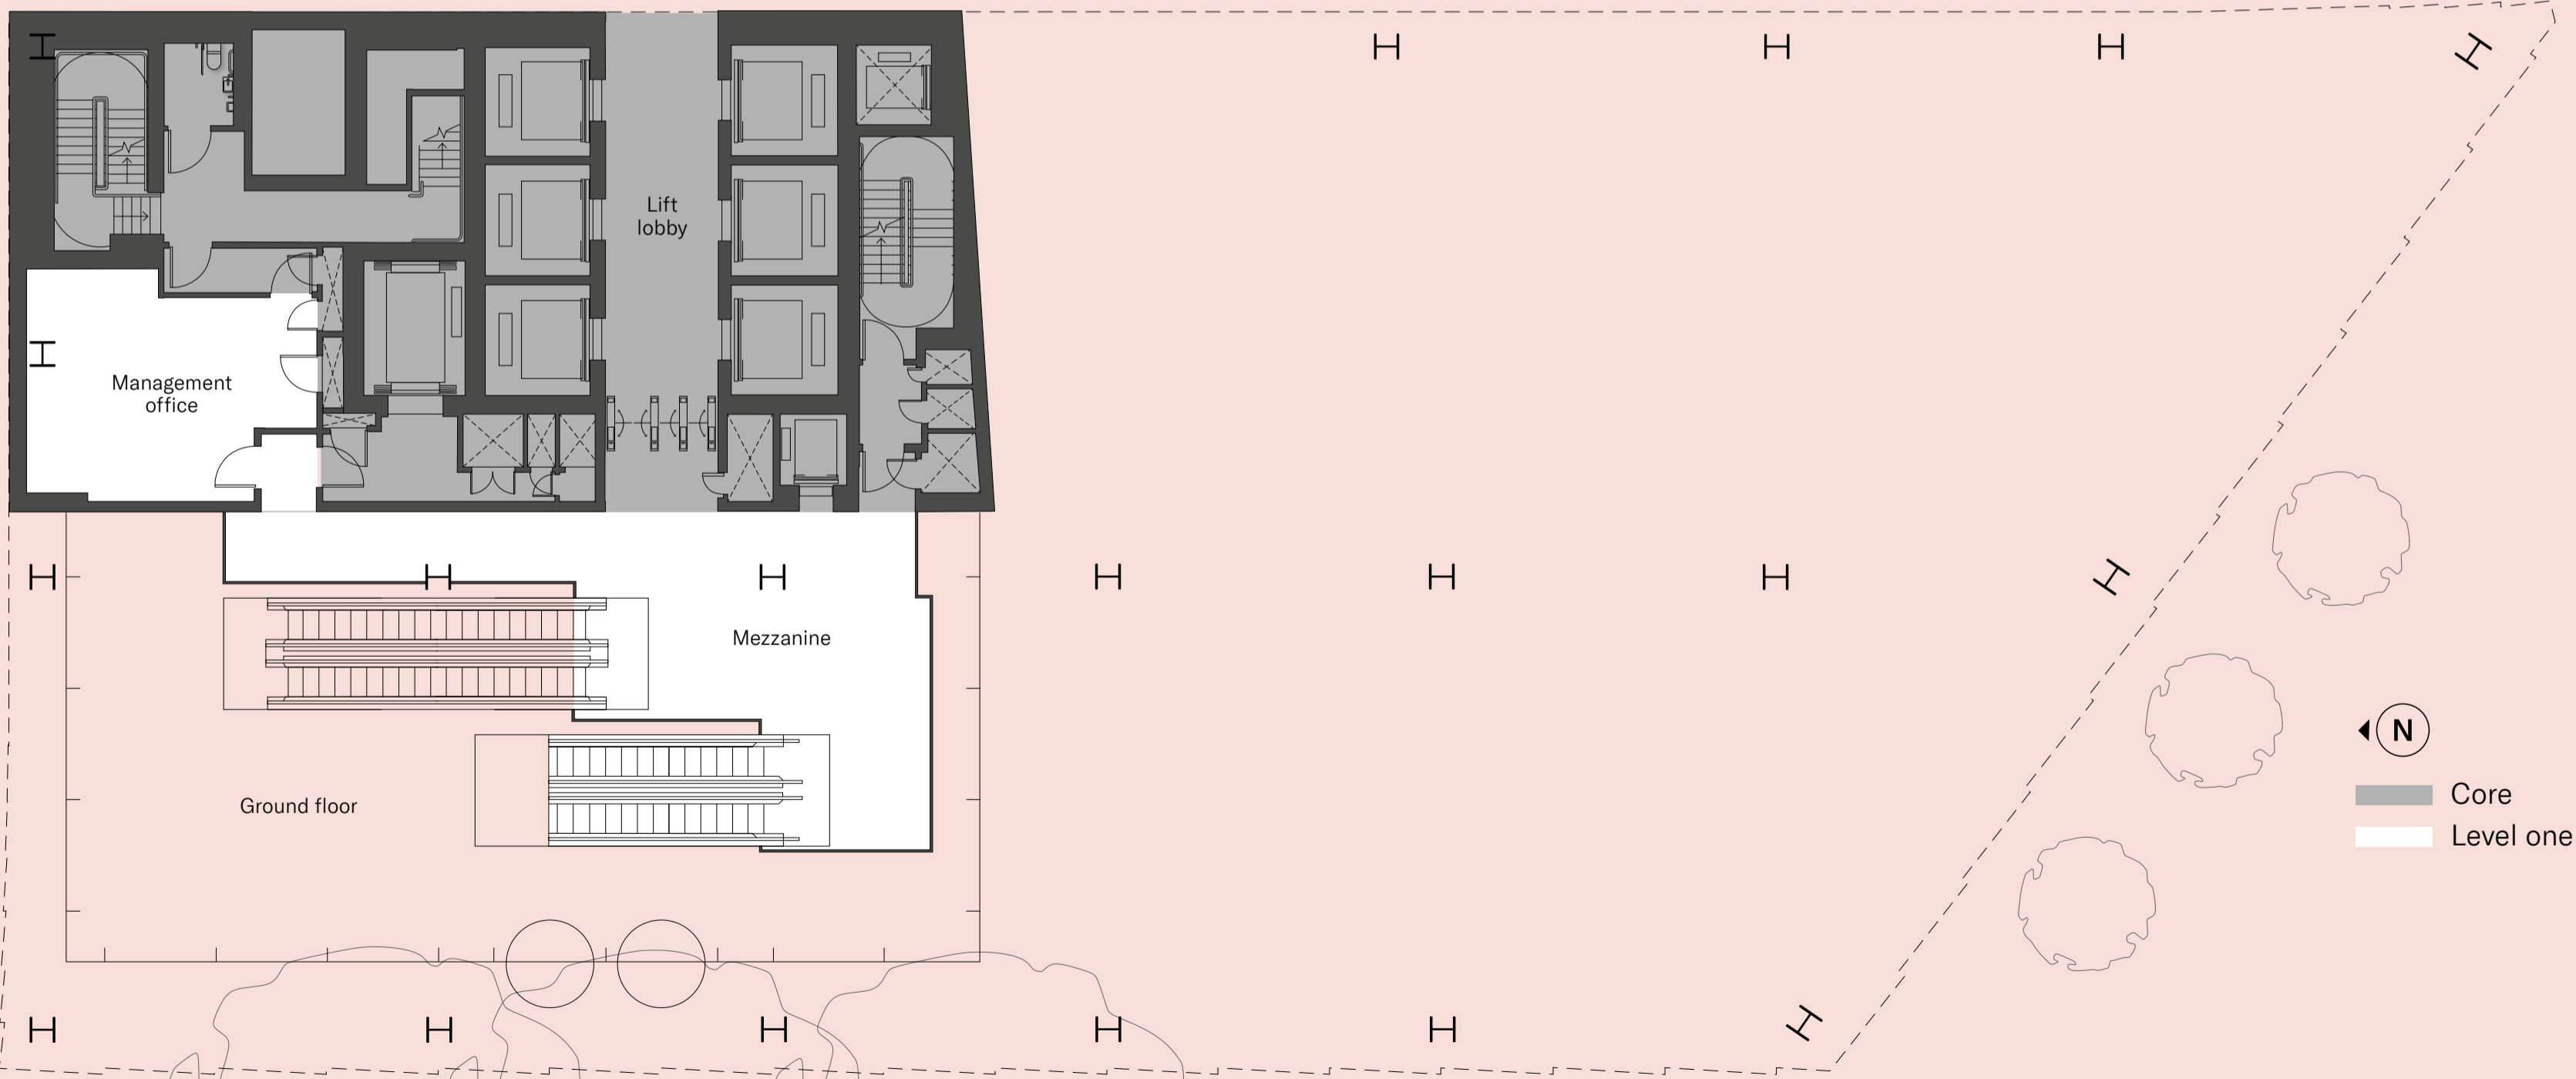 Lift
lobby
Management
office
Mezzanine
Ground floor
N
Core
Level one